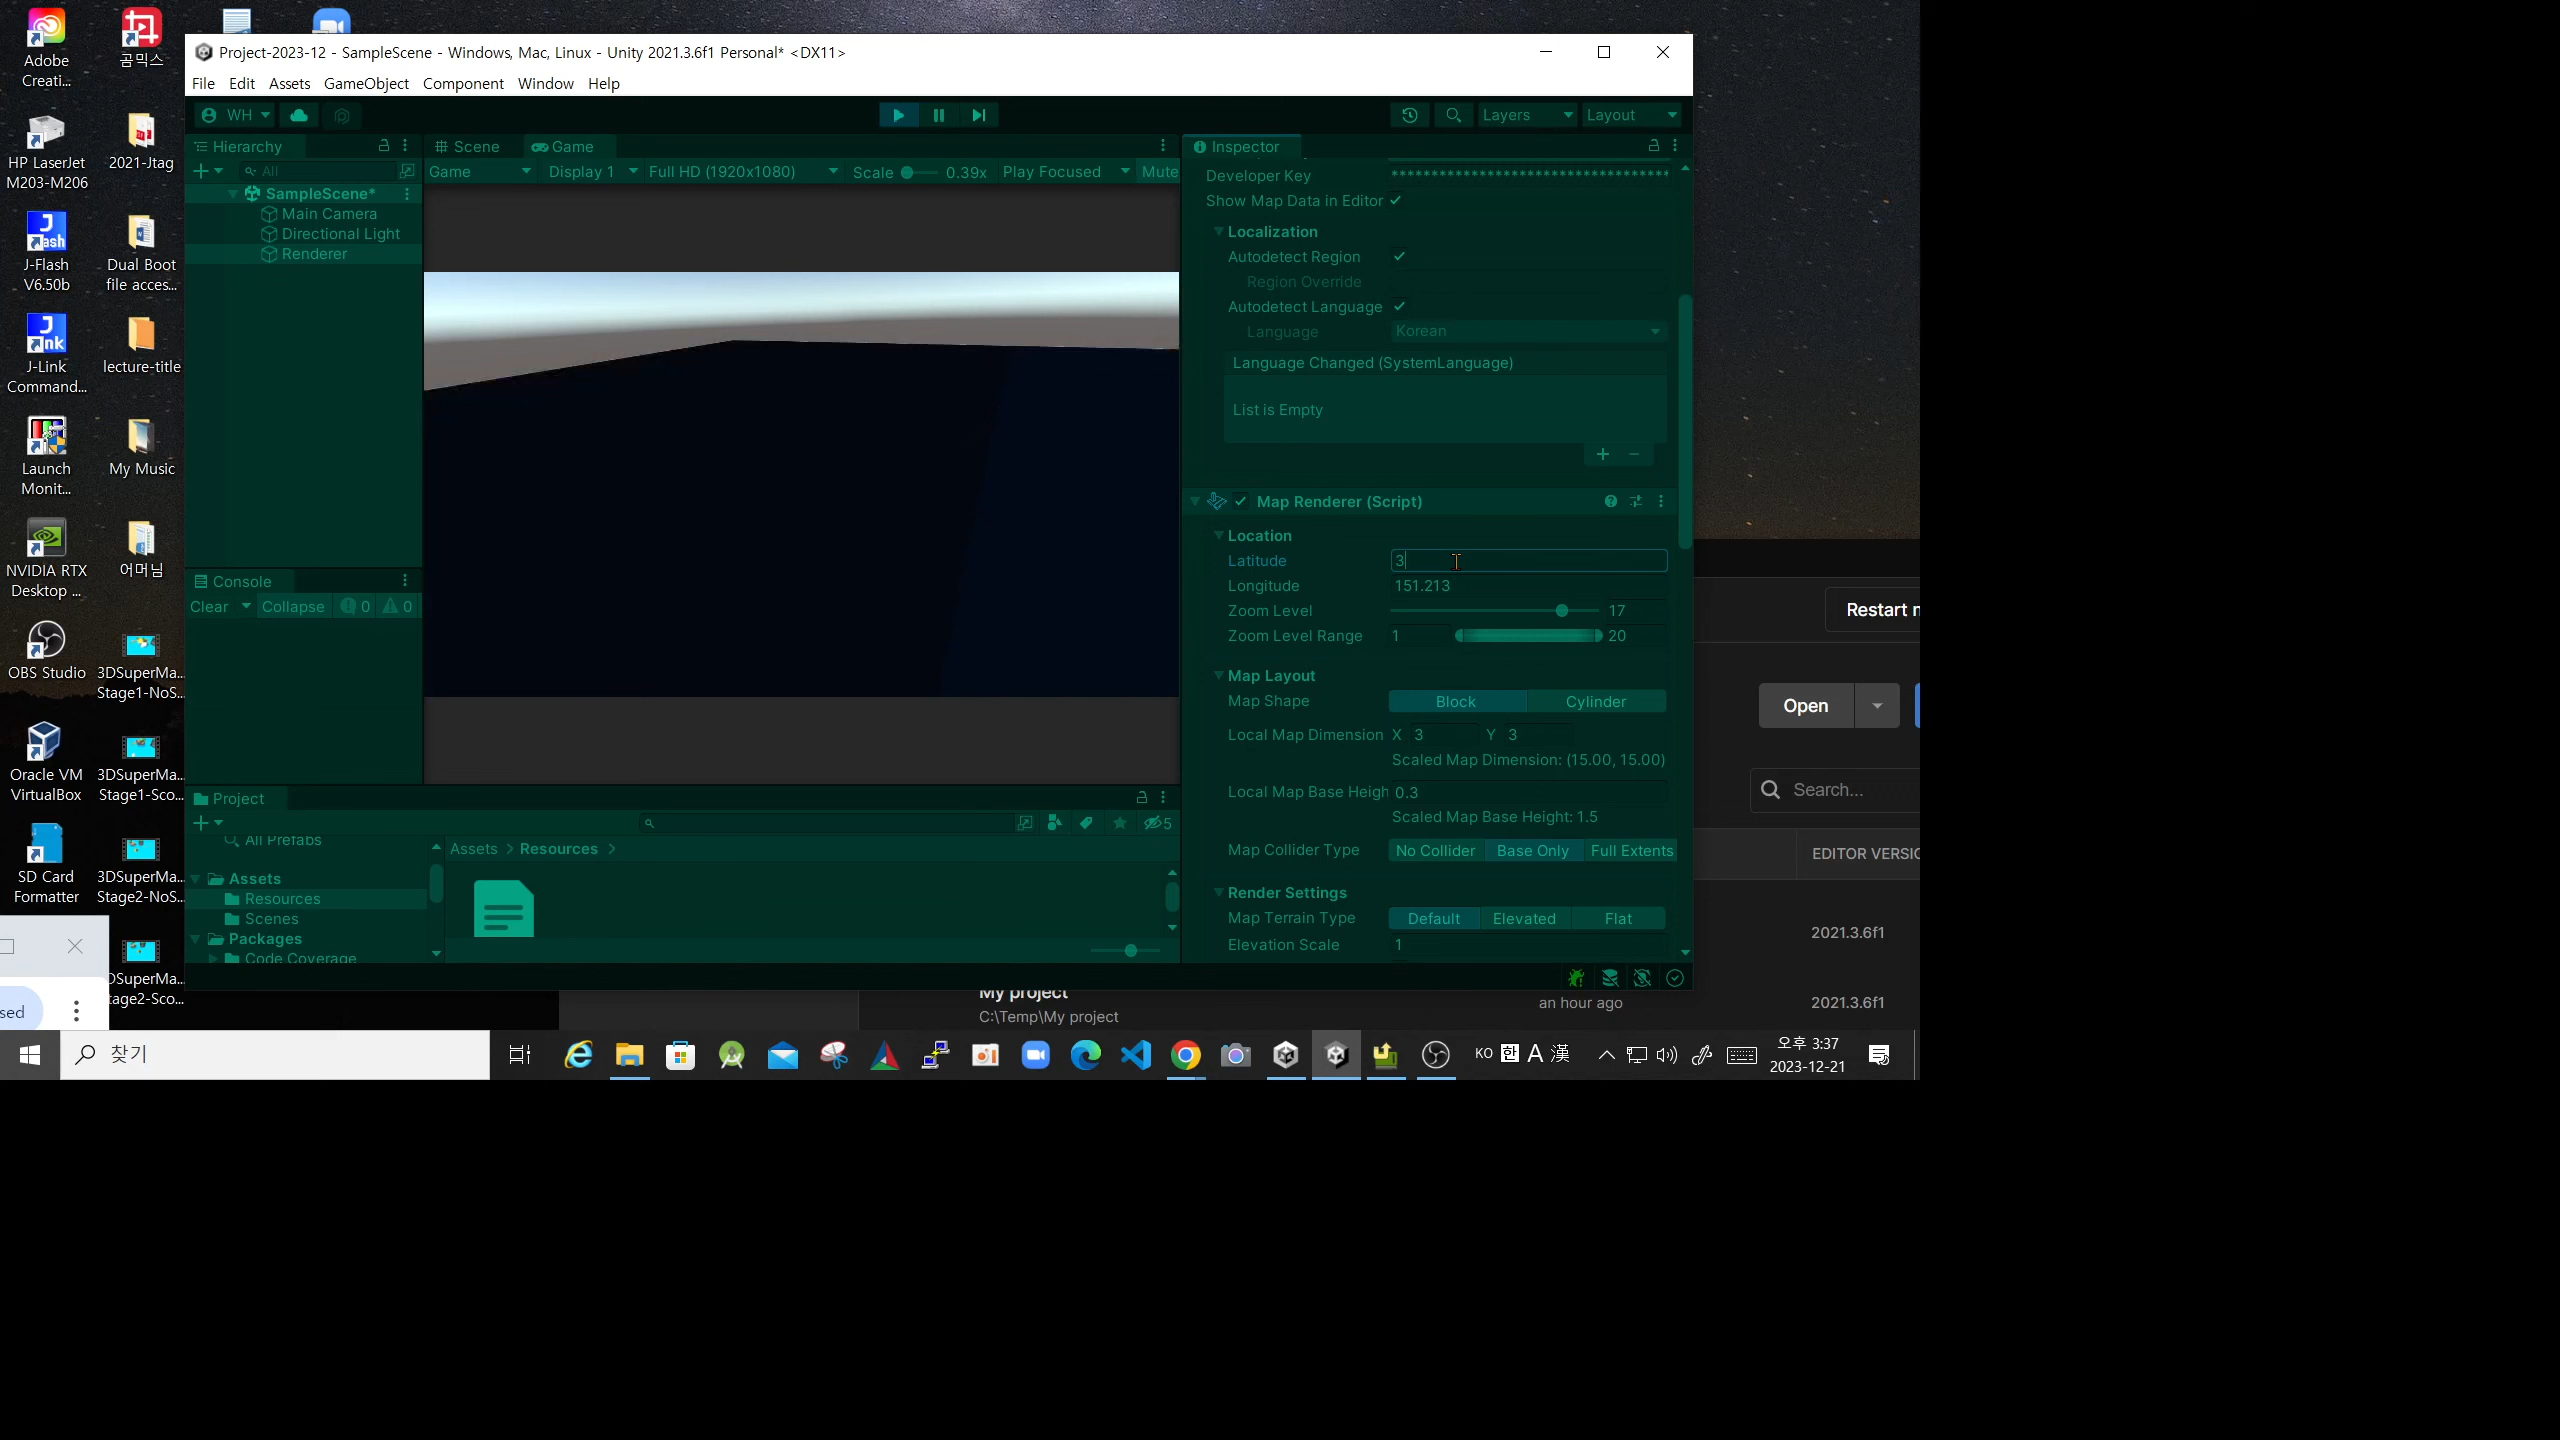 Adobe
Creati...
곰믹스
HP LaserJet
M203-M206
2021-Jtag
J-Flash
V6.50b
Dual Boot
file acces...
J-Link
Command...
lecture-title
Launch
Monit...
My Music
NVIDIA RTX
Desktop ...
어머님
OBS Studio
3DSuperMa...
Stage1-NoS...
Oracle VM
VirtualBox
3DSuperMa...
Stage1-Sco...
SD Card
Formatter
3DSuperMa...
Stage2-NoS...
DSuperMa...
tage2-Sco...
sed
Project-2023-12 - SampleScene - Windows, Mac, Linux - Unity 2021.3.6f1 Personal* <DX11>
File Edit Assets GameObject Component Window Help
WH
Layers Layout
Hierarchy
All
SampleScene*
Main Camera
Directional Light
Renderer
Scene Game
Game Display 1 Full HD (1920x1080) Scale 0.39x Play Focused Mute
Console
Clear Collapse 0 0
Project
5
All Prefabs
Assets
Resources
Scenes
Packages
Code Coverage
Assets > Resources >
Inspector
Developer Key ***********************************
Show Map Data in Editor
Localization
Autodetect Region
Region Override
Autodetect Language
Language Korean
Language Changed (SystemLanguage)
List is Empty
Map Renderer (Script)
Location
Latitude 3
Longitude 151.213
Zoom Level 17
Zoom Level Range 1 20
Map Layout
Map Shape Block Cylinder
Local Map Dimension X 3 Y 3
Scaled Map Dimension: (15.00, 15.00)
Local Map Base Heigh 0.3
Scaled Map Base Height: 1.5
Map Collider Type No Collider Base Only Full Extents
Render Settings
Map Terrain Type Default Elevated Flat
Elevation Scale 1
Restart n
Open
Search...
EDITOR VERSIO
2021.3.6f1
My project
C:\Temp\My project
an hour ago
2021.3.6f1
찾기
KO 한 A 漢
오후 3:37
2023-12-21